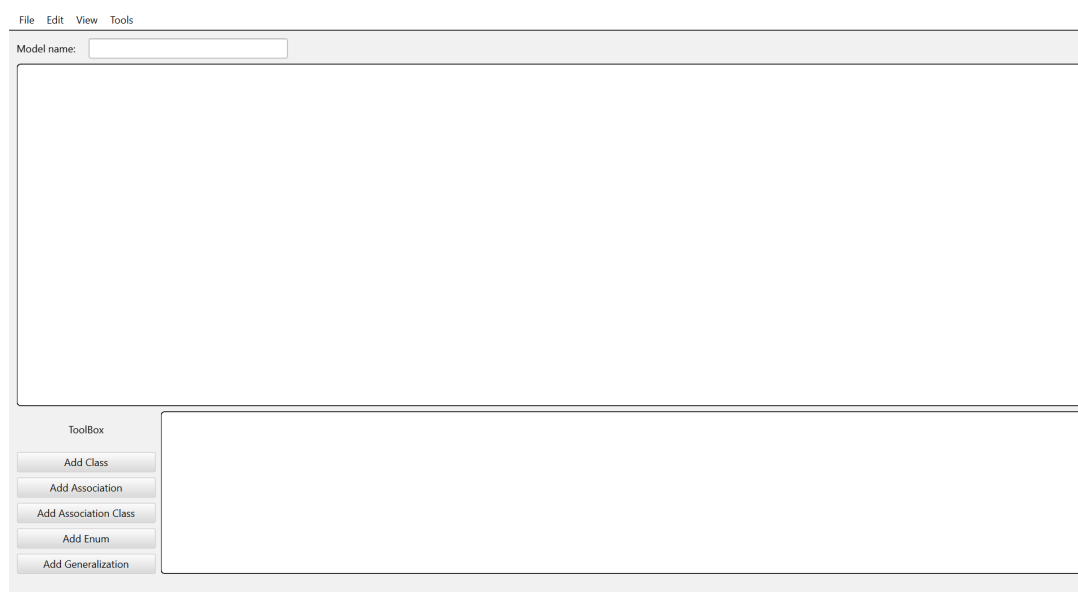 File Edit View Tools
Model name:
ToolBox
Add Class
Add Association
Add Association Class
Add Enum
Add Generalization